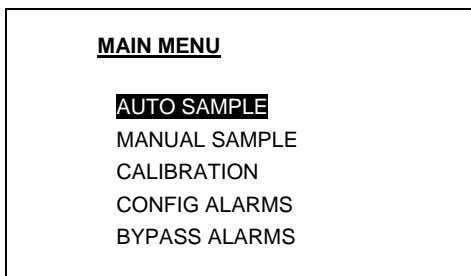 MAIN MENU
AUTO SAMPLE
MANUAL SAMPLE
CALIBRATION
CONFIG ALARMS
BYPASS ALARMS